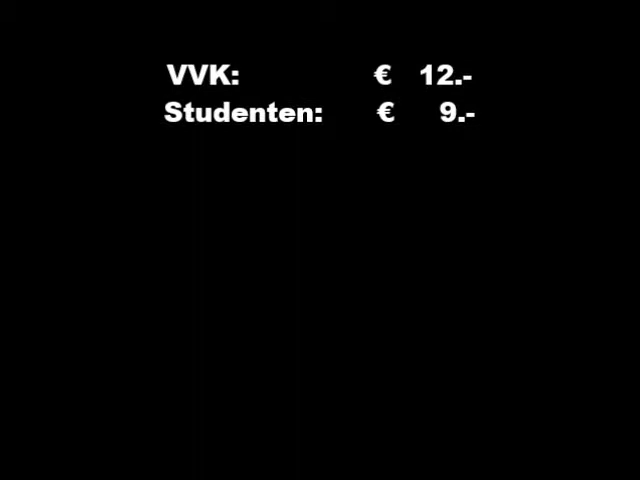 VVK: € 12.-
Studenten: € 9.-